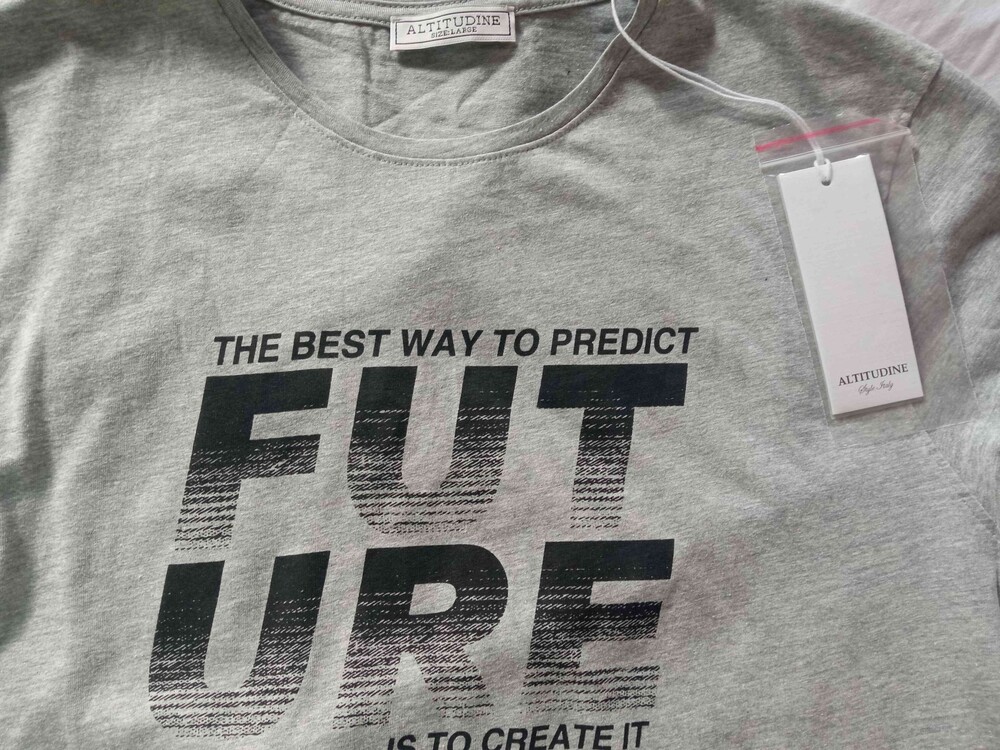 ALTITUDINE
SIZE:LARGE
ALTITUDINE
Style Italy
THE BEST WAY TO PREDICT
FUT
URE
IS TO CREATE IT